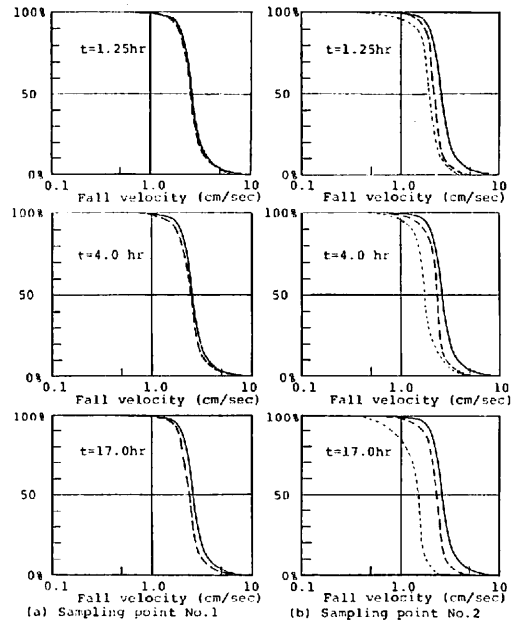 100%
t=1.25hr
50
0%
0.1 1.0 10
Fall velocity (cm/sec)
100%
t=1.25hr
50
0%
0.1 1.0 10
Fall velocity (cm/sec)
100%
t=4.0 hr
50
0%
0.1 1.0 10
Fall velocity (cm/sec)
100%
t=4.0 hr
50
0%
0.1 1.0 10
Fall velocity (cm/sec)
100%
t=17.0hr
50
0%
0.1 1.0 10
Fall velocity (cm/sec)
(a) Sampling point No.1
100%
t=17.0hr
50
0%
0.1 1.0 10
Fall velocity (cm/sec)
(b) Sampling point No.2